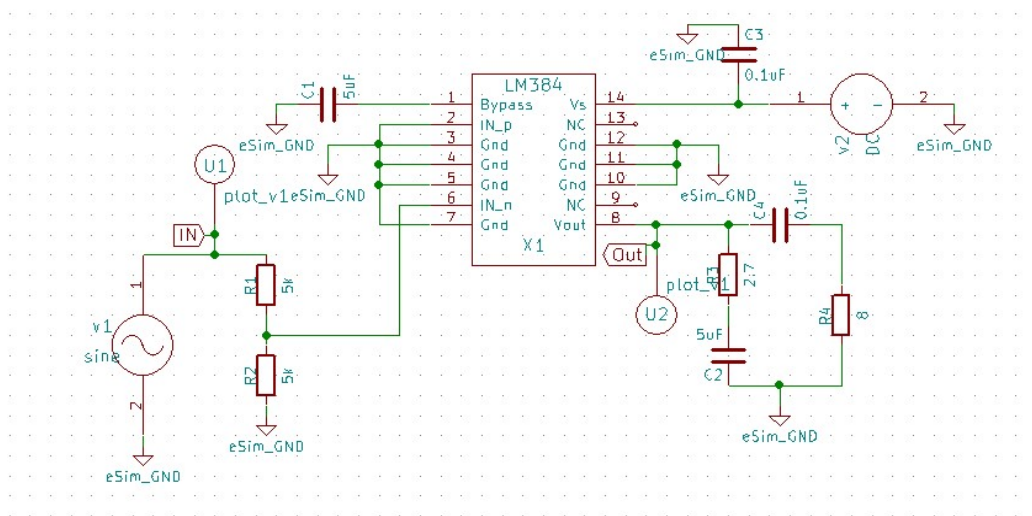 C3
eSim_GND
0.1uF
C1
5uF
LM384
1
Bypass
Vs
14
1
+
-
2
2
IN_p
NC
13
v2
DC
eSim_GND
eSim_GND
3
Gnd
Gnd
12
4
Gnd
Gnd
11
U1
plot_v1
eSim_GND
5
Gnd
Gnd
10
eSim_GND
6
IN_n
NC
9
C4
0.1uF
7
Gnd
Vout
8
IN
X1
Out
1
R1
5k
plot_v1
R3
2.7
v1
sine
U2
R4
8
5uF
C2
R2
5k
2
eSim_GND
eSim_GND
eSim_GND